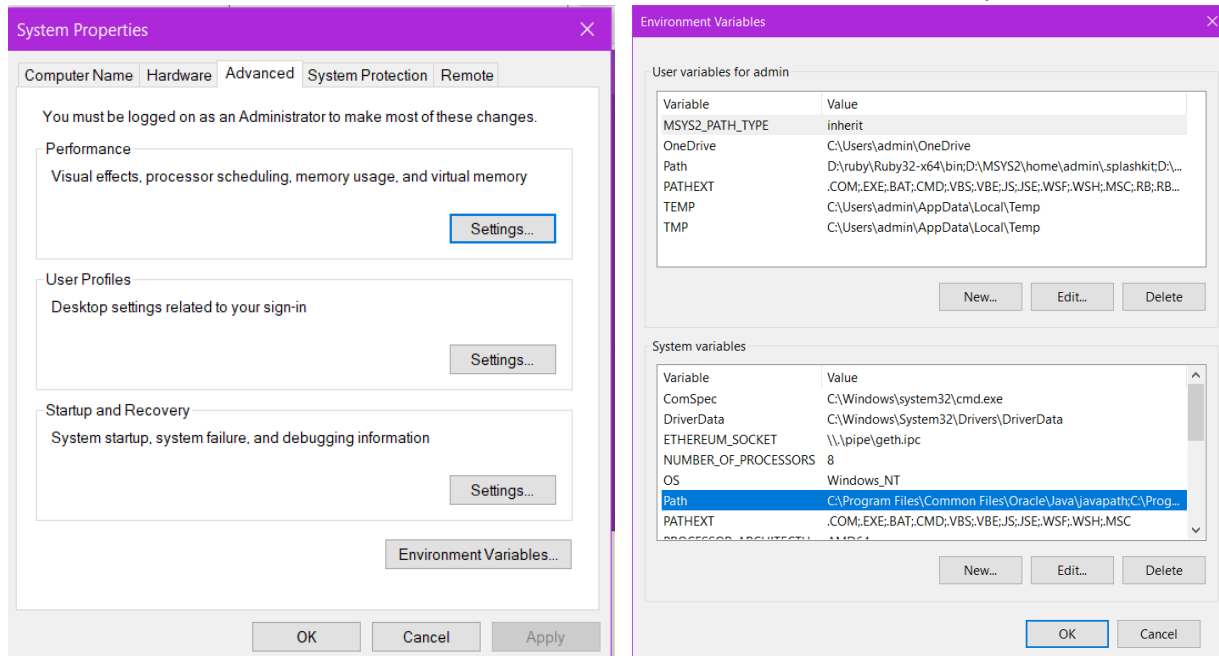 System Properties
Computer Name Hardware Advanced System Protection Remote
You must be logged on as an Administrator to make most of these changes.
Performance
Visual effects, processor scheduling, memory usage, and virtual memory
Settings...
User Profiles
Desktop settings related to your sign-in
Settings...
Startup and Recovery
System startup, system failure, and debugging information
Settings...
Environment Variables...
OK Cancel Apply
Environment Variables
User variables for admin
Variable Value
MSYS2_PATH_TYPE inherit
OneDrive C:\Users\admin\OneDrive
Path D:\ruby\Ruby32-x64\bin;D:\MSYS2\home\admin\.splashkit;D:\...
PATHEXT .COM;.EXE;.BAT;.CMD;.VBS;.VBE;.JS;.JSE;.WSF;.WSH;.MSC;.RB;.RB...
TEMP C:\Users\admin\AppData\Local\Temp
TMP C:\Users\admin\AppData\Local\Temp
New... Edit... Delete
System variables
Variable Value
ComSpec C:\Windows\system32\cmd.exe
DriverData C:\Windows\System32\Drivers\DriverData
ETHEREUM_SOCKET \\.\pipe\geth.ipc
NUMBER_OF_PROCESSORS 8
OS Windows_NT
Path C:\Program Files\Common Files\Oracle\Java\javapath;C:\Prog...
PATHEXT .COM;.EXE;.BAT;.CMD;.VBS;.VBE;.JS;.JSE;.WSF;.WSH;.MSC
New... Edit... Delete
OK Cancel